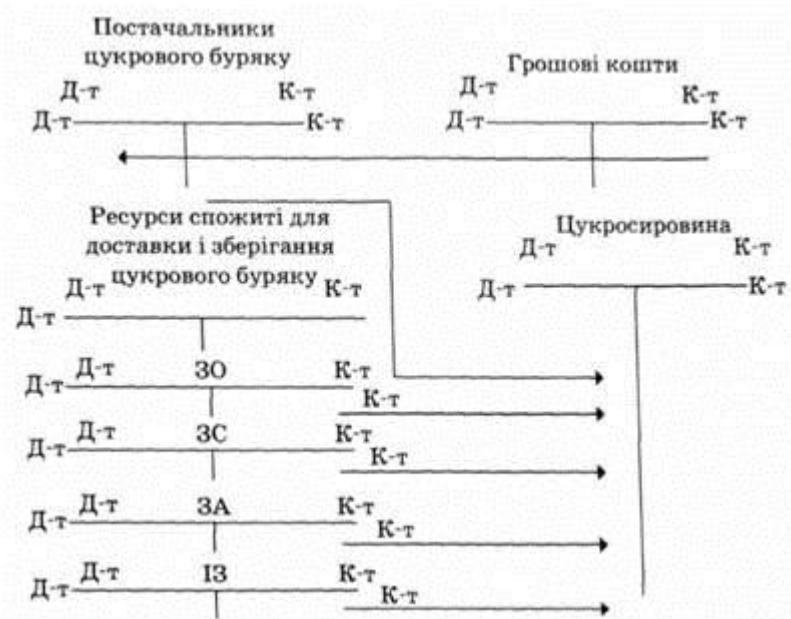 Постачальники
цукрового буряку
Грошові кошти
Д-т К-т
Д-т К-т
Д-т К-т
Д-т К-т
Ресурси спожиті для
доставки і зберігання
цукрового буряку
Д-т К-т
Д-т
Цукросировина
Д-т К-т
Д-т К-т
Д-т ЗО К-т
Д-т К-т
Д-т ЗС К-т
Д-т К-т
Д-т ЗА К-т
Д-т К-т
Д-т ІЗ К-т
Д-т К-т